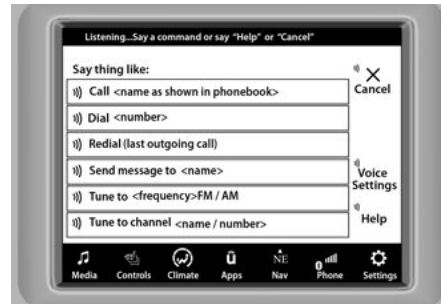 Listening...Say a command or say "Help" or "Cancel"
Say thing like:
Call <name as shown in phonebook>
Dial <number>
Redial (last outgoing call)
Send message to <name>
Tune to <frequency>FM / AM
Tune to channel <name / number>
Cancel
Voice
Settings
Help
NE
Media Controls Climate Apps Nav Phone Settings